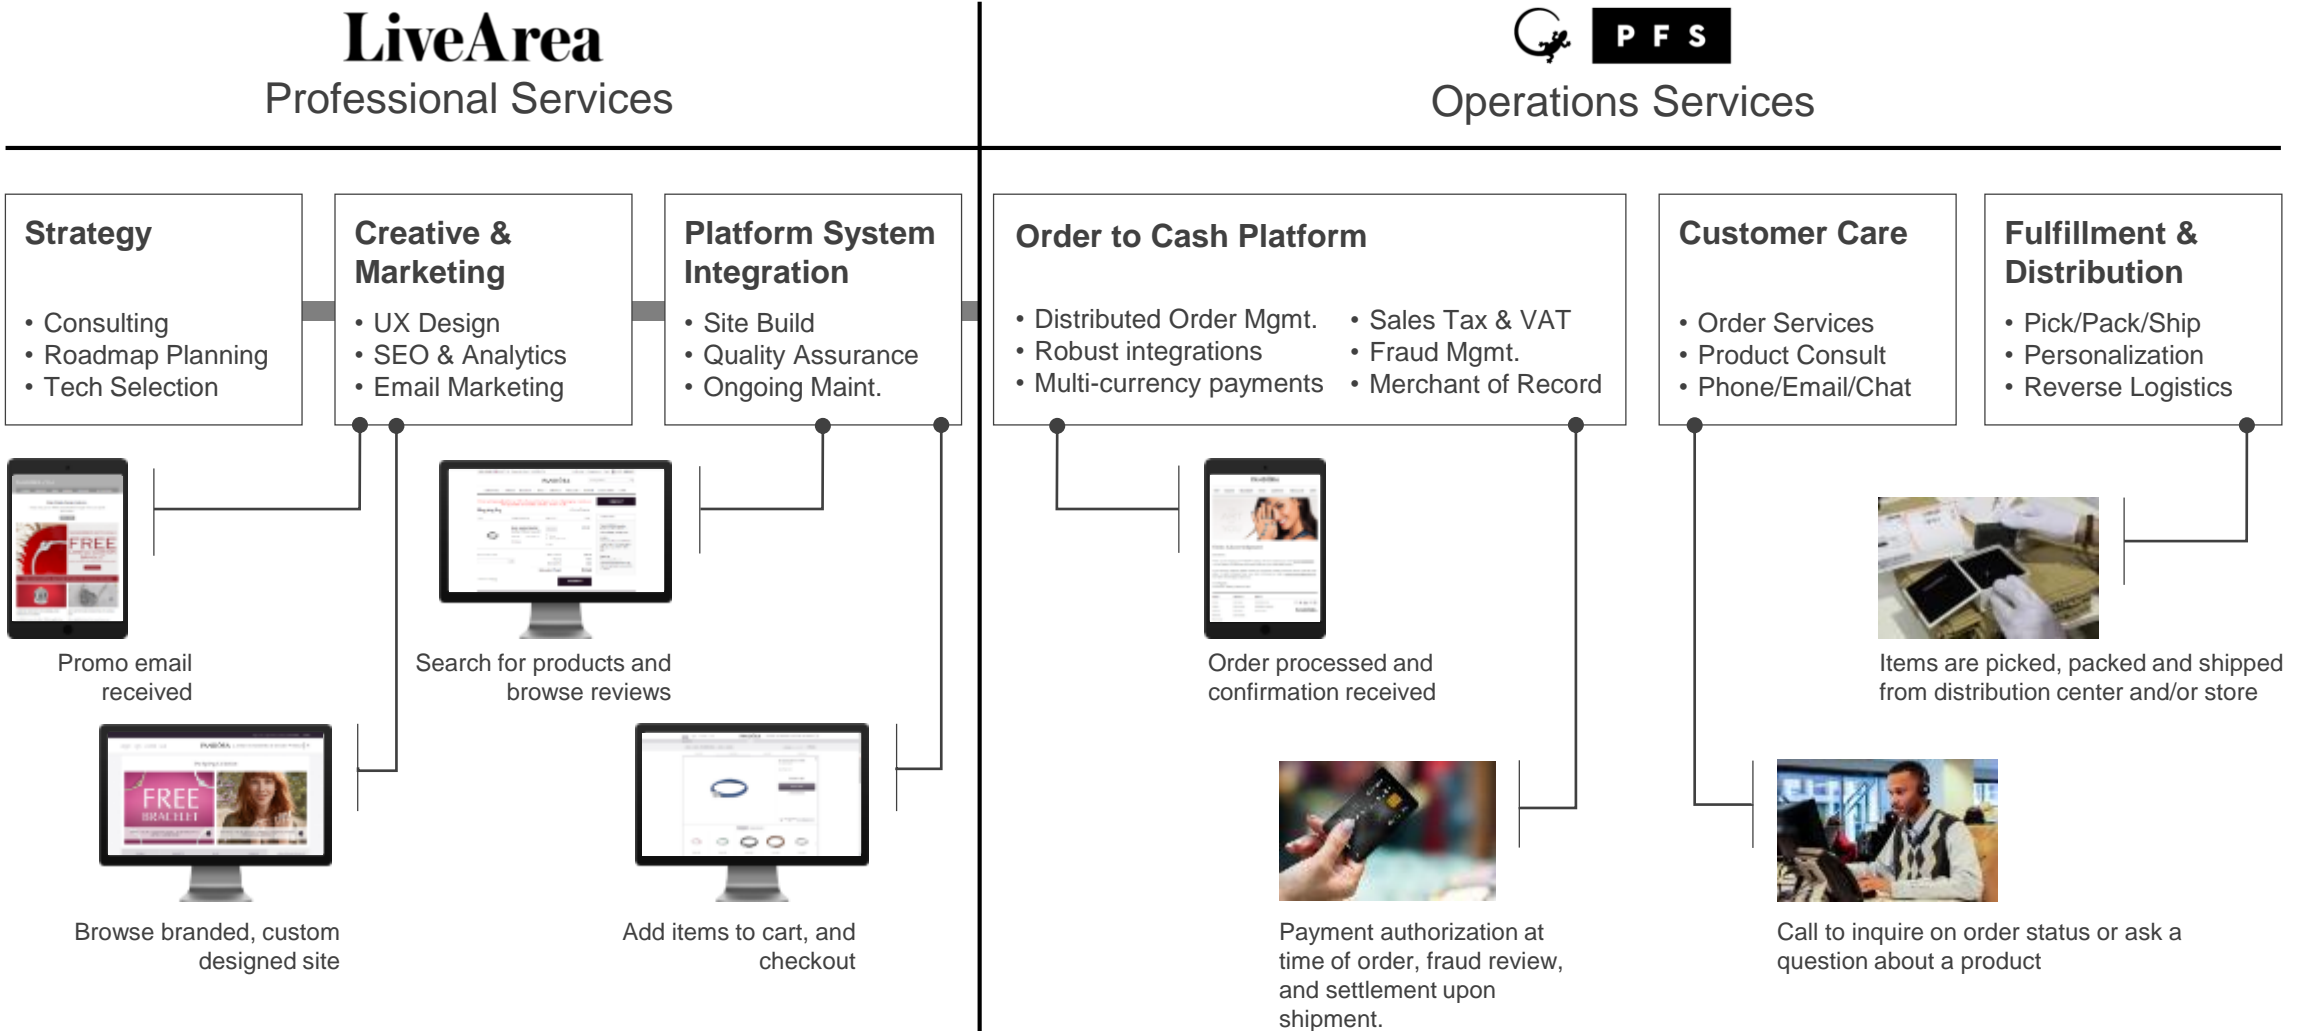 LiveArea
Professional Services
PFS
Operations Services
Strategy
• Consulting
• Roadmap Planning
• Tech Selection
Creative &
Marketing
• UX Design
• SEO & Analytics
• Email Marketing
Platform System
Integration
• Site Build
• Quality Assurance
• Ongoing Maint.
Order to Cash Platform
• Distributed Order Mgmt.
• Robust integrations
• Multi-currency payments
• Sales Tax & VAT
• Fraud Mgmt.
• Merchant of Record
Customer Care
• Order Services
• Product Consult
• Phone/Email/Chat
Fulfillment &
Distribution
• Pick/Pack/Ship
• Personalization
• Reverse Logistics
FREE
Promo email
received
PANDORA
Search for products and
browse reviews
PANDORA
Order processed and
confirmation received
Items are picked, packed and shipped
from distribution center and/or store
PANDORA
FREE
BRACELET
Browse branded, custom
designed site
Add items to cart, and
checkout
Payment authorization at
time of order, fraud review,
and settlement upon
shipment.
Call to inquire on order status or ask a
question about a product